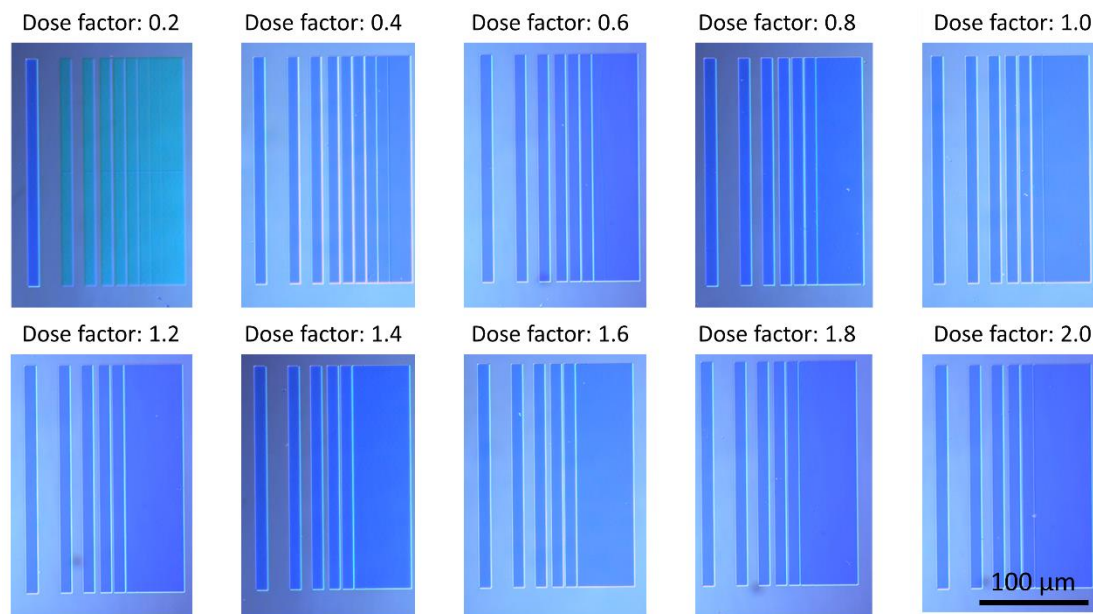 Dose factor: 0.2
Dose factor: 0.4
Dose factor: 0.6
Dose factor: 0.8
Dose factor: 1.0
Dose factor: 1.2
Dose factor: 1.4
Dose factor: 1.6
Dose factor: 1.8
Dose factor: 2.0
100 μm